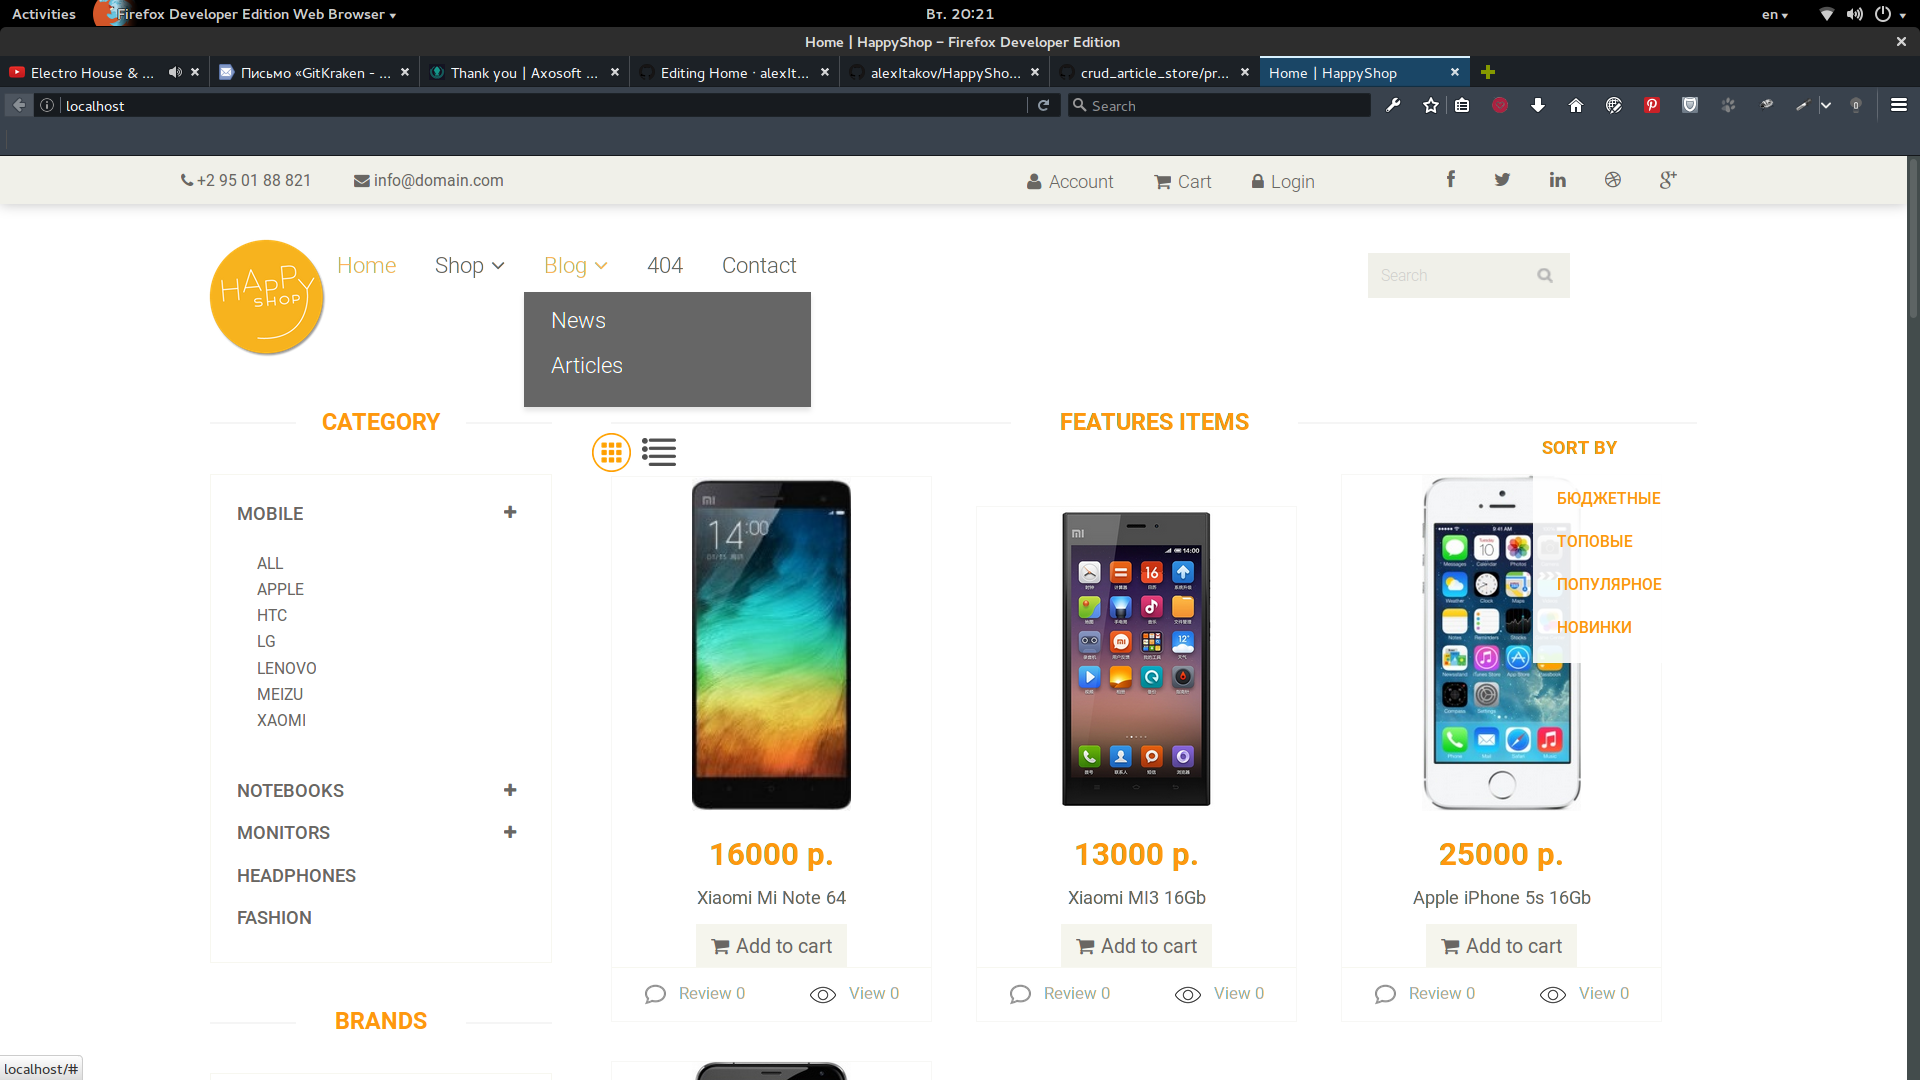 Activities Firefox Developer Edition Web Browser Вт. 20:21 en
Home | HappyShop – Firefox Developer Edition
Electro House & ... Письмо «GitKraken - ... Thank you | Axosoft ... Editing Home · alexIt... alexItakov/HappySho... crud_article_store/pr... Home | HappyShop
localhost Search
+2 95 01 88 821 info@domain.com Account Cart Login
HAPPY SHOP
Home Shop Blog 404 Contact Search
News
Articles
CATEGORY FEATURES ITEMS
SORT BY
MOBILE
БЮДЖЕТНЫЕ
ТОПОВЫЕ
ПОПУЛЯРНОЕ
НОВИНКИ
ALL
APPLE
HTC
LG
LENOVO
MEIZU
XAOMI
NOTEBOOKS
MONITORS
HEADPHONES
FASHION
14:00
16000 р. 13000 р. 25000 р.
Xiaomi Mi Note 64 Xiaomi MI3 16Gb Apple iPhone 5s 16Gb
Add to cart Add to cart Add to cart
Review 0 View 0 Review 0 View 0 Review 0 View 0
BRANDS
localhost/#